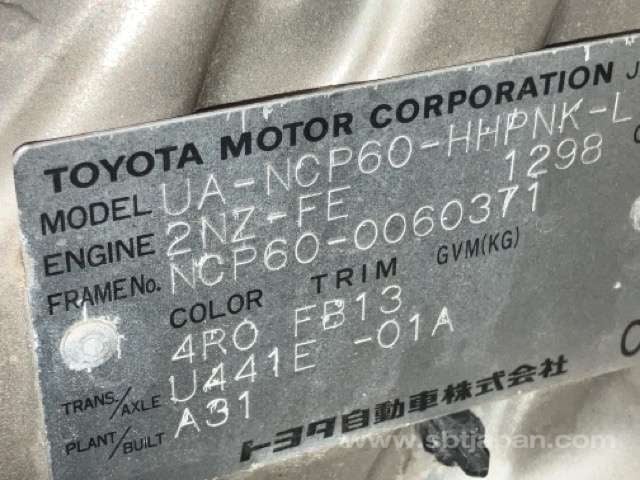 TOYOTA MOTOR CORPORATION J
MODEL UA-NCP60-HHPNK-L
ENGINE 2NZ-FE 1298
FRAME No. NCP60-0060371
COLOR TRIM GVM(KG)
4R0 FB13
TRANS./AXLE U441E -01A
PLANT/BUILT A31
トヨタ自動車株式会社
www.sbtjapan.com